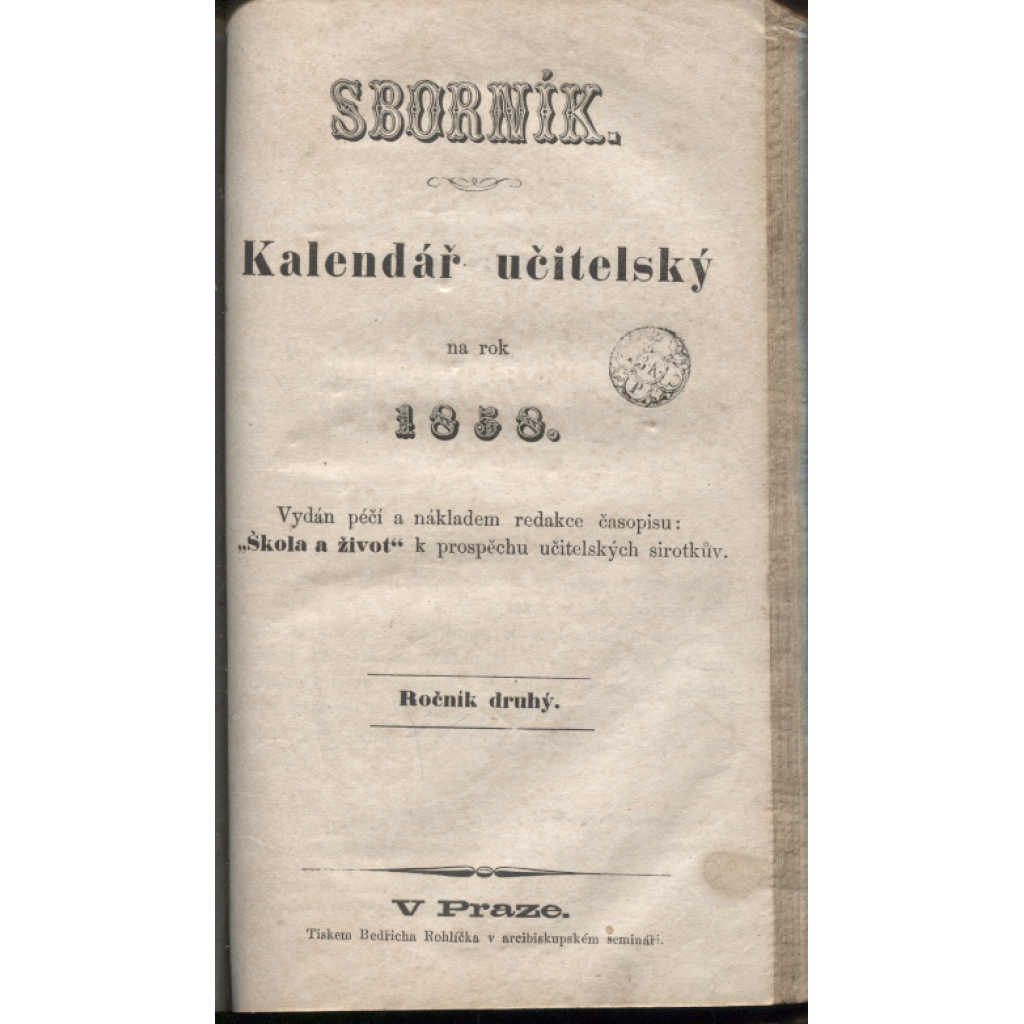 SBORNÍK.
Kalendář učitelský
na rok
1858.
Vydán péčí a nákladem redakce časopisu:
„Škola a život“ k prospěchu učitelských sirotkův.
Ročník druhý.
V Praze.
Tiskem Bedřicha Rohlíčka v arcibiskupském semináři.